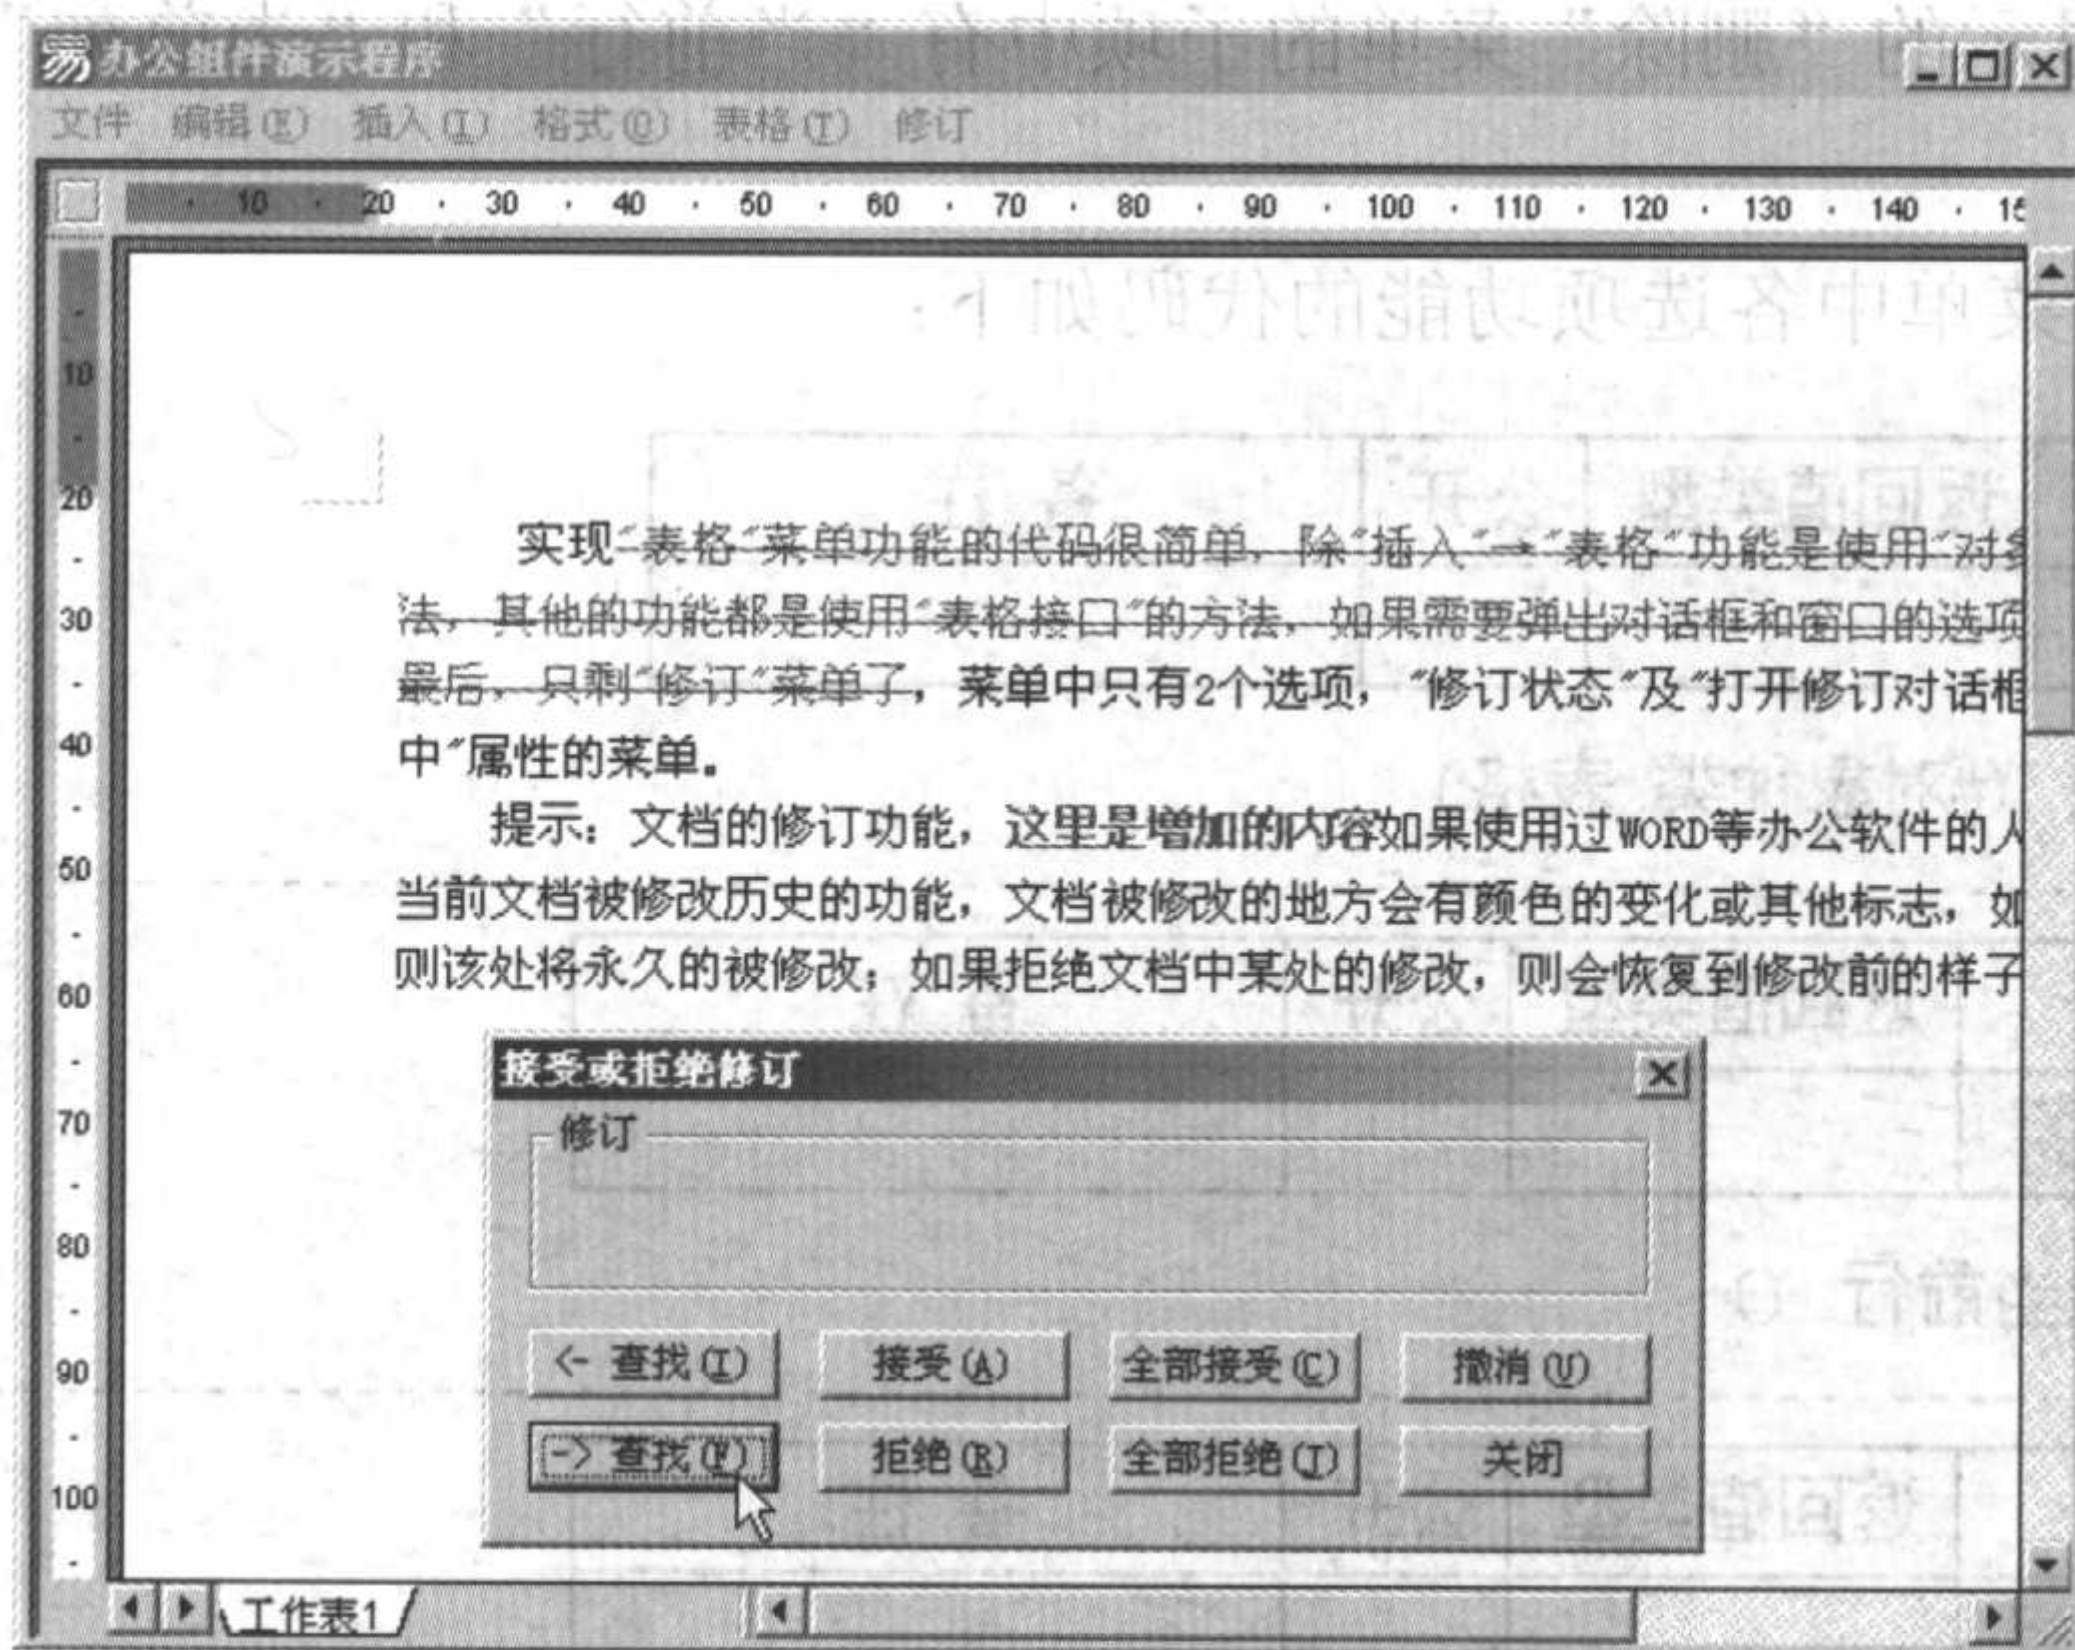 办公组件演示程序
文件 编辑(E) 插入(I) 格式(O) 表格(T) 修订
10 20 30 40 50 60 70 80 90 100 110 120 130 140
10
20
30
40
50
60
70
80
90
100
实现"表格"菜单功能的代码很简单，除"插入"→"表格"功能是使用"对
法，其他的功能都是使用"表格接口"的方法，如果需要弹出对话框和窗口的选项
最后，只剩"修订"菜单了，菜单中只有2个选项，"修订状态"及"打开修订对话框
中"属性的菜单。
提示：文档的修订功能，这里是增加的内容如果使用过WORD等办公软件的人
当前文档被修改历史的功能，文档被修改的地方会有颜色的变化或其他标志，如
则该处将永久的被修改；如果拒绝文档中某处的修改，则会恢复到修改前的样子
接受或拒绝修订
修订
<- 查找(I) 接受(A) 全部接受(C) 撤消(U)
-> 查找(F) 拒绝(R) 全部拒绝(J) 关闭
工作表1